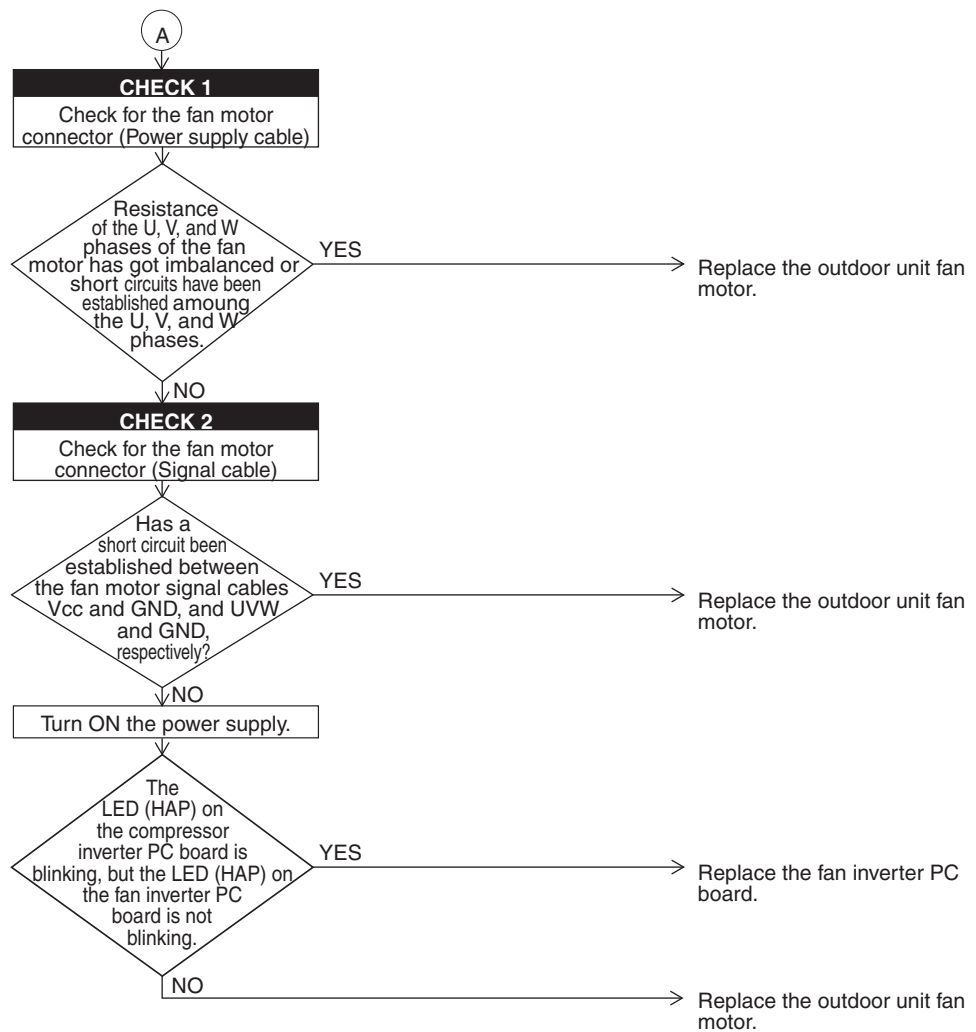 A
CHECK 1
Check for the fan motor
connector (Power supply cable)
Resistance
of the U, V, and W
phases of the fan
motor has got imbalanced or
short circuits have been
established amoung
the U, V, and W
phases.
YES
Replace the outdoor unit fan
motor.
NO
CHECK 2
Check for the fan motor
connector (Signal cable)
Has a
short circuit been
established between
the fan motor signal cables
Vcc and GND, and UVW
and GND,
respectively?
YES
Replace the outdoor unit fan
motor.
NO
Turn ON the power supply.
The
LED (HAP) on
the compressor
inverter PC board is
blinking, but the LED (HAP) on
the fan inverter PC
board is not
blinking.
YES
Replace the fan inverter PC
board.
NO
Replace the outdoor unit fan
motor.